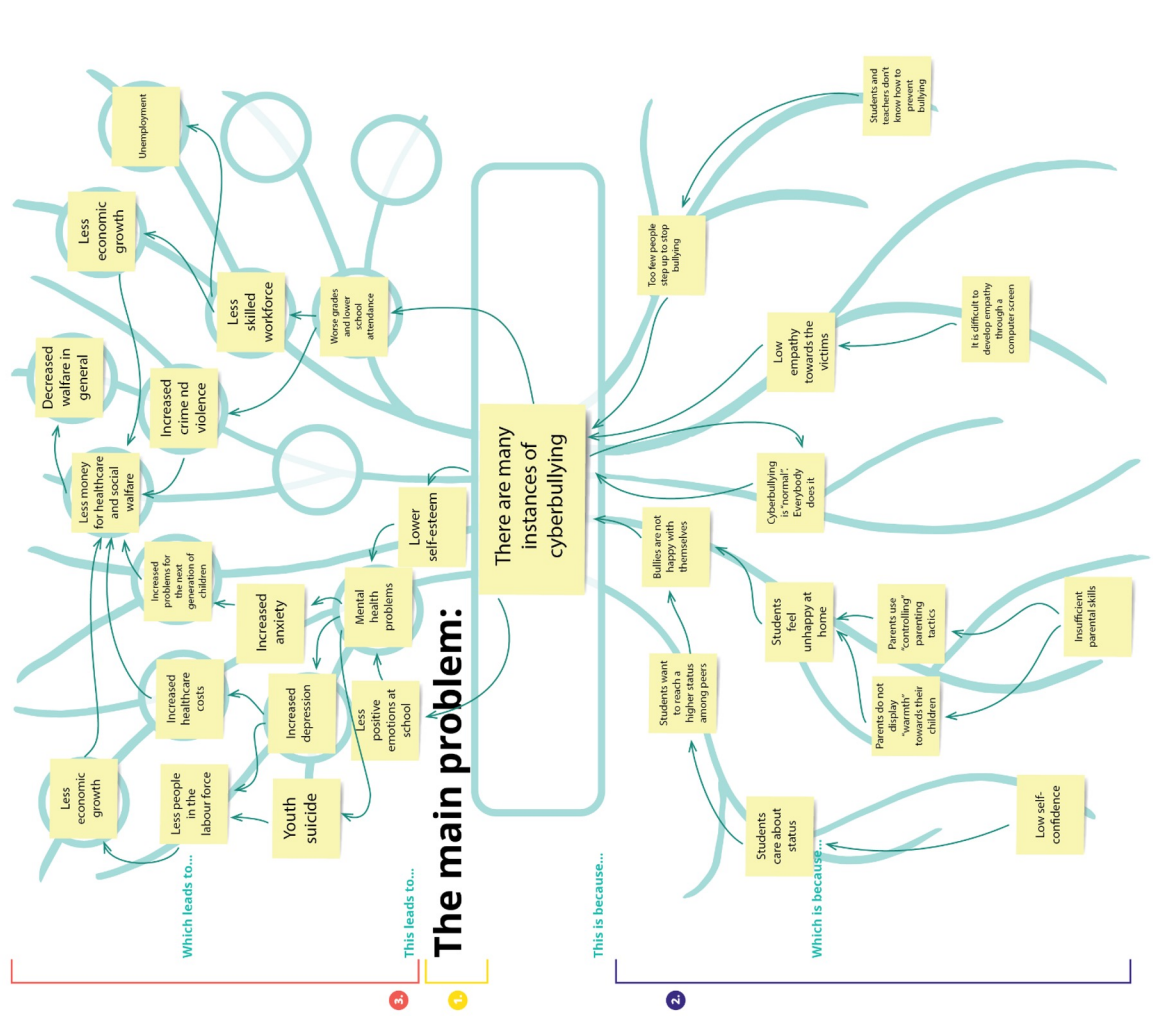 Less
economic
growth
Less money
for healthcare
and social
welfare
Decreased
welfare in
general
Less
economic
growth
Unemployment
Which leads to...
Less people
in the
labour force
Increased
healthcare
costs
Increased
problems for
the next
generation of
children
Increased
crime nd
violence
Youth
suicide
Increased
depression
Increased
anxiety
Less
skilled
workforce
Less
positive
emotions at
school
Mental
health
problems
Worse grades
and lower
school
attendance
3.
This leads to...
Lower
self-esteem
1.
The main problem:
There are many
instances of
cyberbullying
This is because...
2.
Students want
to reach a
higher status
among peers
Bullies are not
happy with
themselves
Too few people
step up to stop
bullying
Students
care about
status
Students
feel
unhappy at
home
Cyberbullying
is "normal".
Everybody
does it
Low
empathy
towards the
victims
Which is because...
Parents do not
display
"warmth"
towards their
children
Parents use
"controlling"
parenting
tactics
Students and
teachers don't
know how to
prevent
bullying
It is difficult to
develop empathy
through a
computer screen
Low self-
confidence
Insufficient
parental skills